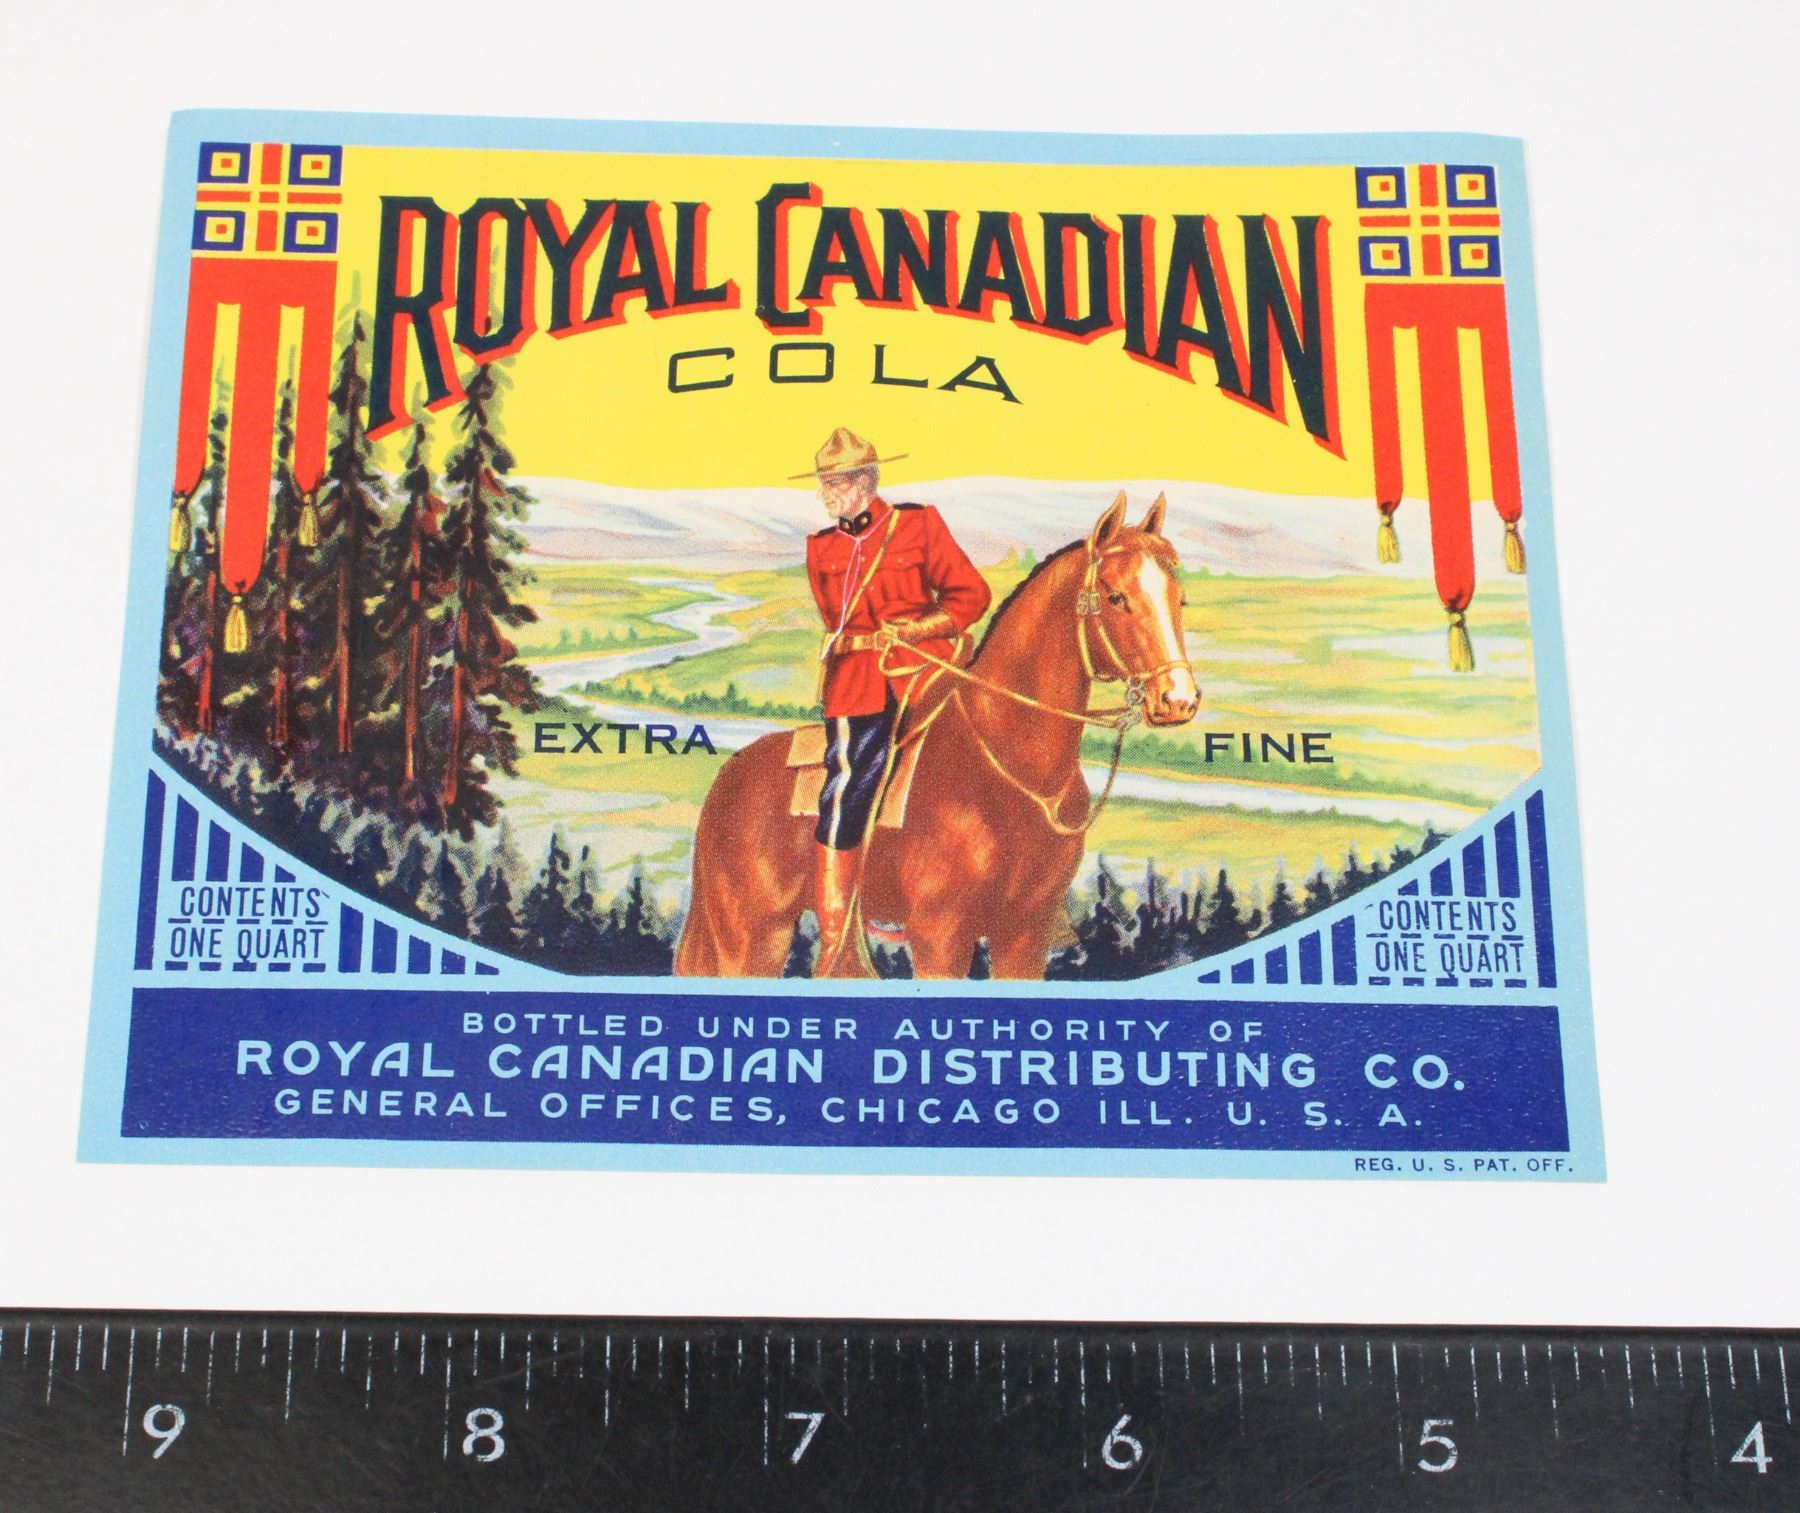 ROYAL CANADIAN
COLA
EXTRA FINE
CONTENTS
ONE QUART
CONTENTS
ONE QUART
BOTTLED UNDER AUTHORITY OF
ROYAL CANADIAN DISTRIBUTING CO.
GENERAL OFFICES, CHICAGO ILL. U. S. A.
REG. U. S. PAT. OFF.
9 8 7 6 5 4